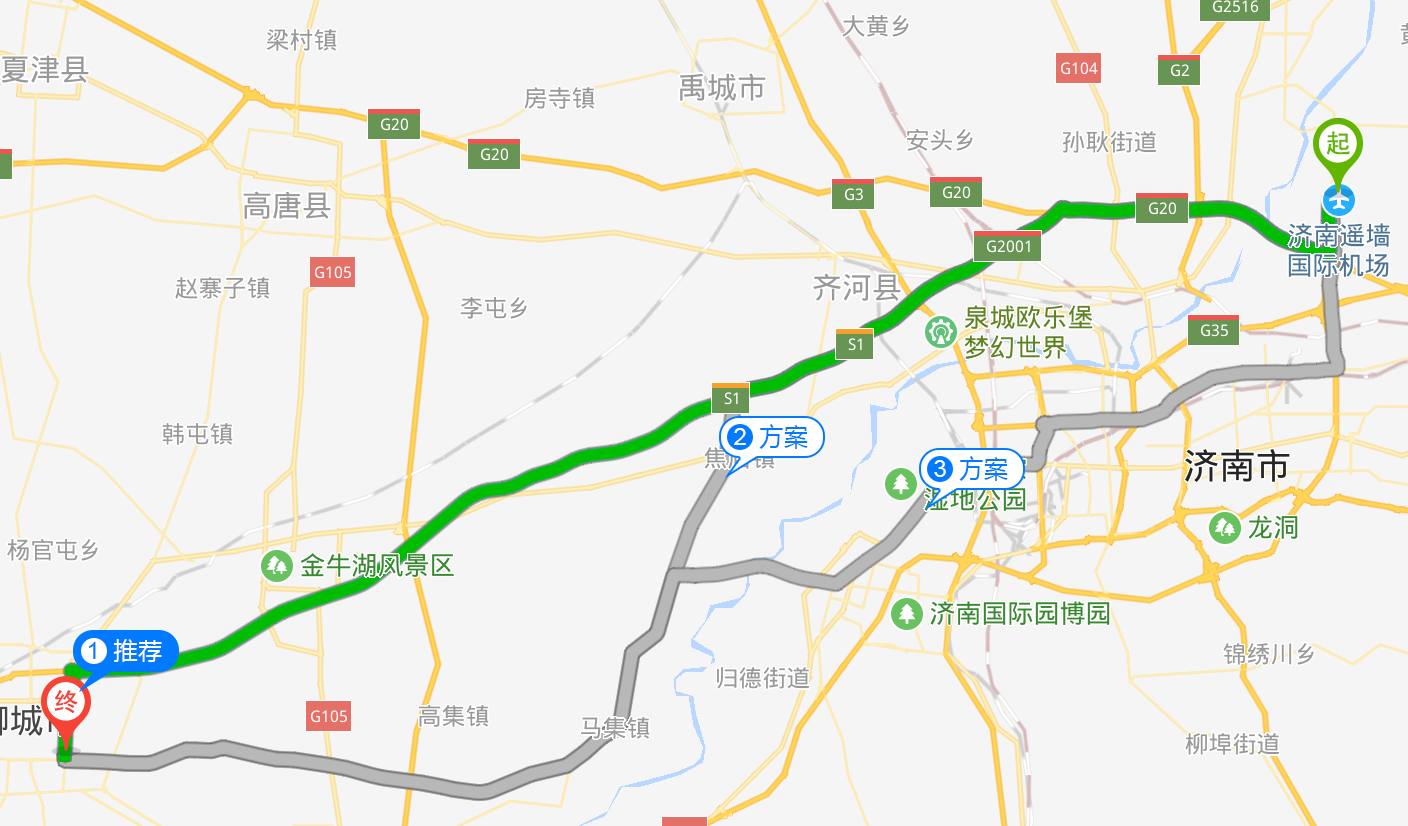 G2516
大黄乡
梁村镇
夏津县
G104
G2
禹城市
房寺镇
G20
G20
安头乡
孙耿街道
起
G3
G20
G20
高唐县
济南遥墙
国际机场
G2001
G105
赵寨子镇
齐河县
李屯乡
泉城欧乐堡
梦幻世界
G35
S1
S1
2 方案
韩屯镇
3 方案
济南市
湿地公园
龙洞
杨官屯乡
金牛湖风景区
济南国际园博园
1 推荐
锦绣川乡
归德街道
终
G105
高集镇
马集镇
柳埠街道